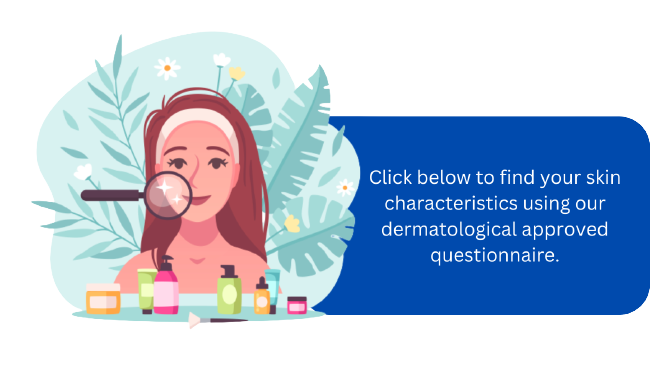 Click below to find your skin
characteristics using our
dermatological approved
questionnaire.